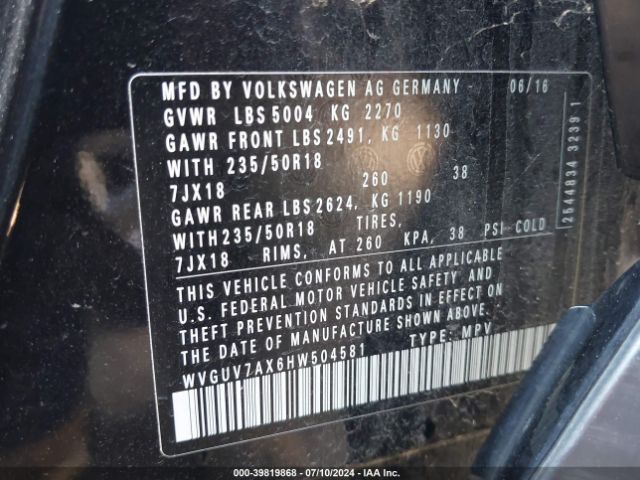 MFD BY VOLKSWAGEN AG GERMANY 06/16
GVWR LBS 5004 KG 2270
GAWR FRONT LBS 2491, KG 1130
WITH 235/50R18
7JX18 260 38
GAWR REAR LBS 2624, KG 1190
WITH 235/50R18 TIRES,
7JX18 RIMS, AT 260 KPA, 38 PSI COLD
THIS VEHICLE CONFORMS TO ALL APPLICABLE
U.S. FEDERAL MOTOR VEHICLE SAFETY AND
THEFT PREVENTION STANDARDS IN EFFECT ON
THE DATE OF MANUFACTURE SHOWN ABOVE.
WVGUV7AX6HW504581 TYPE: MPV
2544834 3239 1
000-39819868 - 07/10/2024 - IAA Inc.